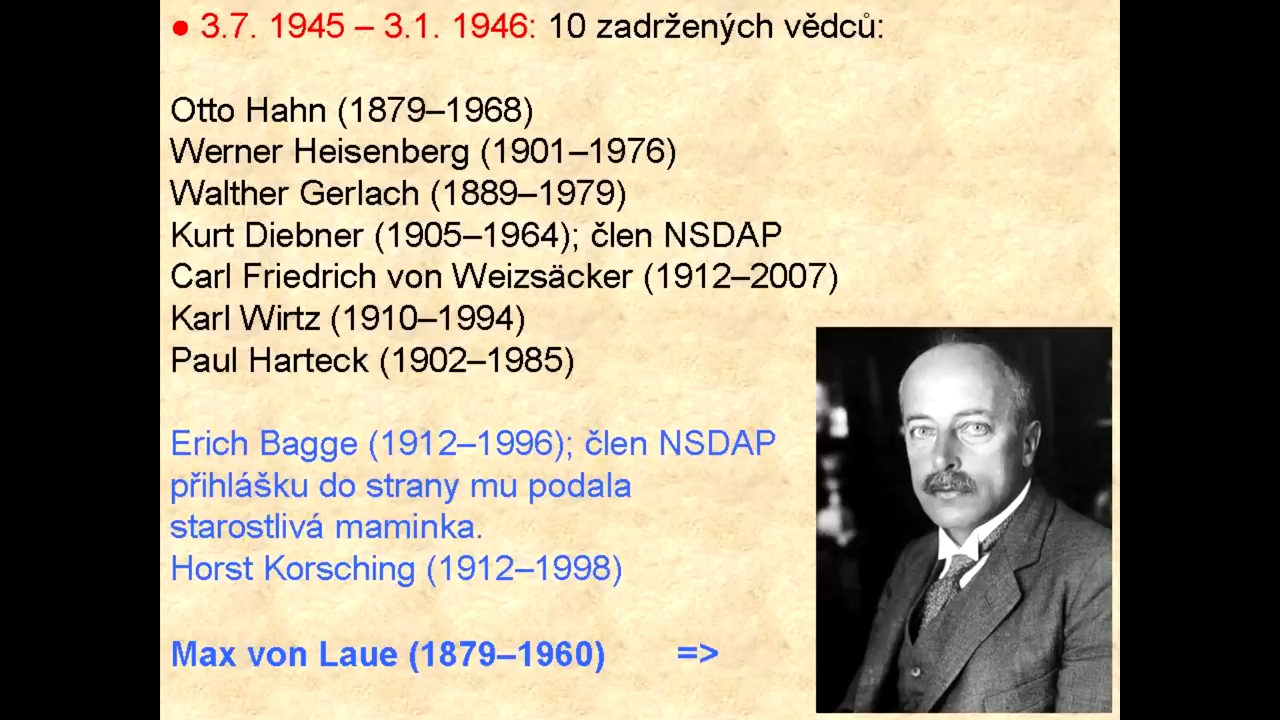 ● 3.7. 1945 – 3.1. 1946: 10 zadržených vědců:
Otto Hahn (1879–1968)
Werner Heisenberg (1901–1976)
Walther Gerlach (1889–1979)
Kurt Diebner (1905–1964); člen NSDAP
Carl Friedrich von Weizsäcker (1912–2007)
Karl Wirtz (1910–1994)
Paul Harteck (1902–1985)
Erich Bagge (1912–1996); člen NSDAP
přihlášku do strany mu podala
starostlivá maminka.
Horst Korsching (1912–1998)
Max von Laue (1879–1960) =>